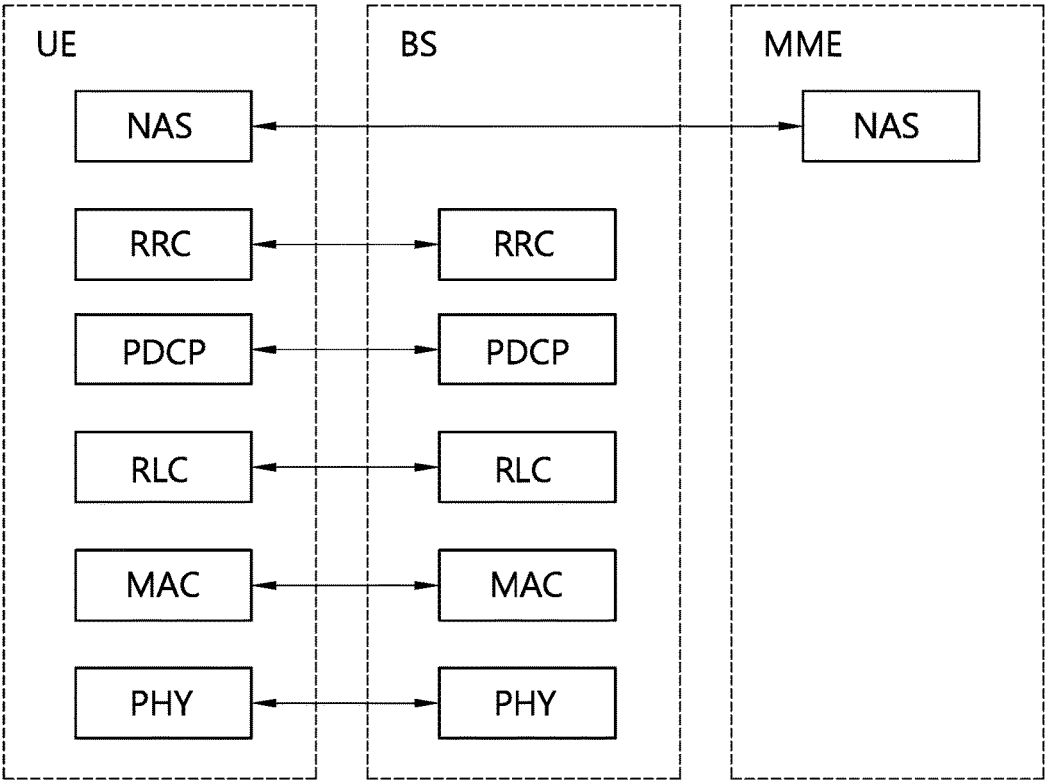 UE BS MME
NAS NAS
RRC RRC
PDCP PDCP
RLC RLC
MAC MAC
PHY PHY